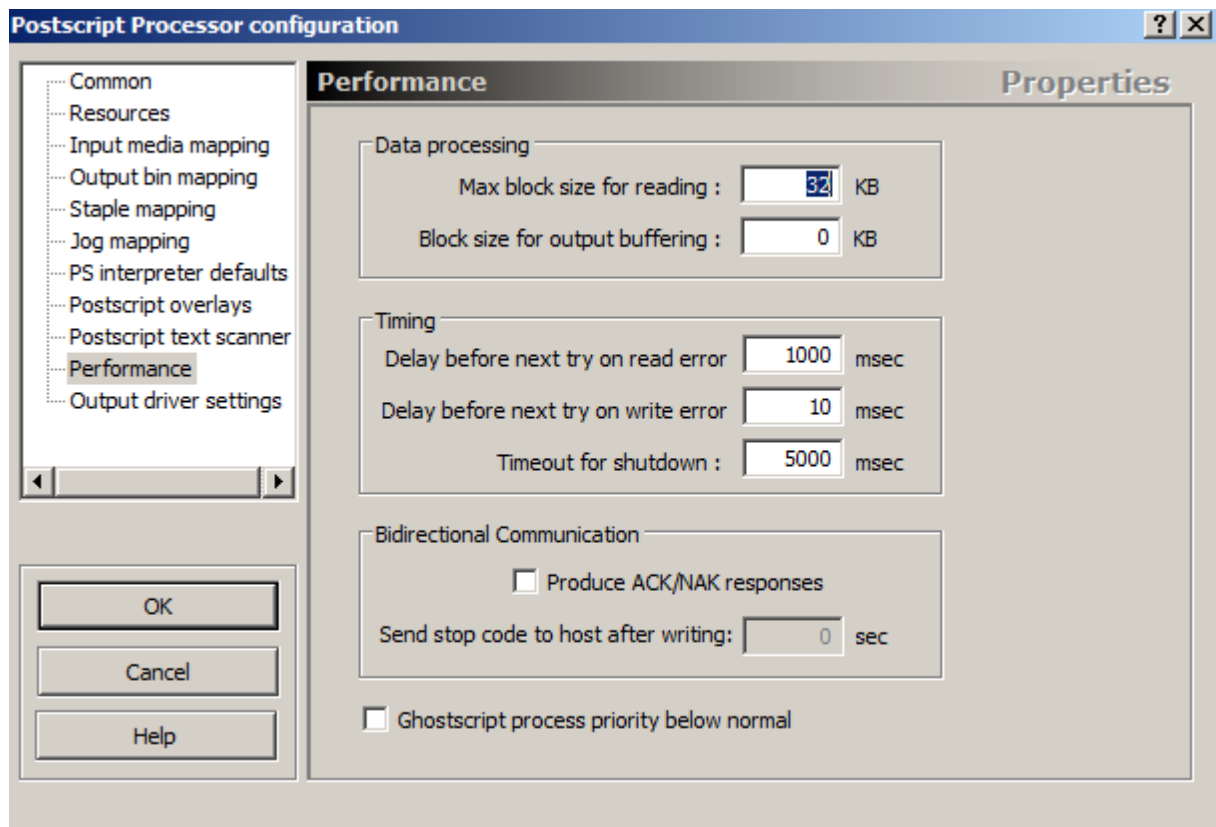 Postscript Processor configuration
Common
Resources
Input media mapping
Output bin mapping
Staple mapping
Jog mapping
PS interpreter defaults
Postscript overlays
Postscript text scanner
Performance
Output driver settings
OK
Cancel
Help
Performance Properties
Data processing
Max block size for reading : 32 KB
Block size for output buffering : 0 KB
Timing
Delay before next try on read error 1000 msec
Delay before next try on write error 10 msec
Timeout for shutdown : 5000 msec
Bidirectional Communication
Produce ACK/NAK responses
Send stop code to host after writing: 0 sec
Ghostscript process priority below normal